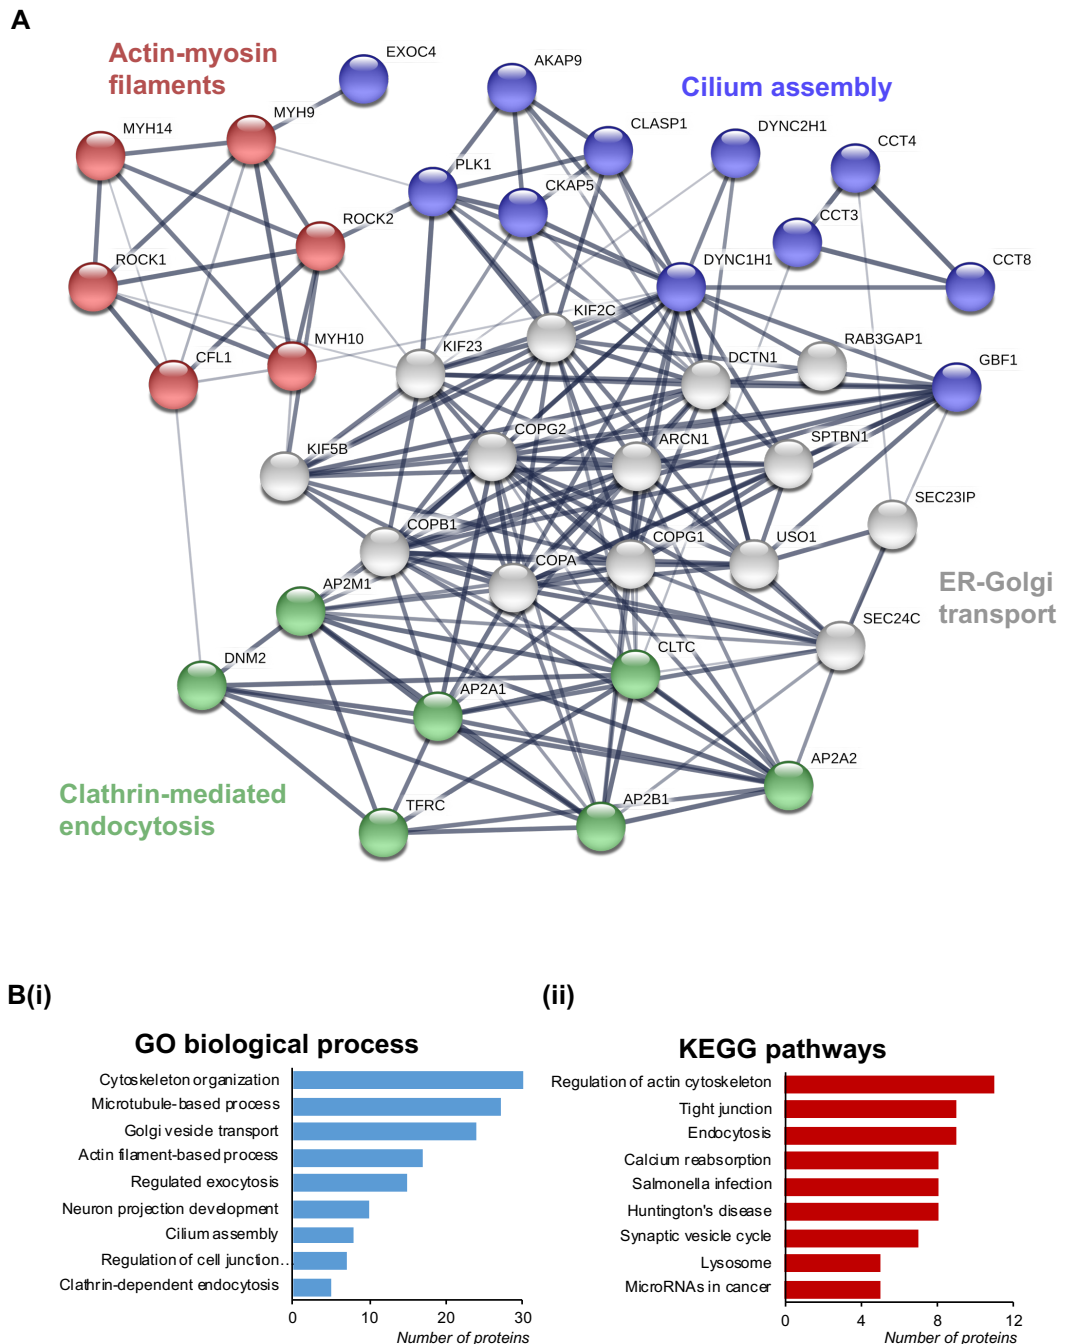 A
Actin-myosin
filaments
Cilium assembly
EXOC4
AKAP9
MYH9
MYH14
CLASP1
DYNC2H1
CCT4
PLK1
CKAP5
ROCK2
CCT3
ROCK1
DYNC1H1
CCT8
KIF2C
MYH10
KIF23
RAB3GAP1
CFL1
DCTN1
GBF1
COPG2
ARCN1
SPTBN1
KIF5B
SEC23IP
COPB1
COPG1
USO1
COPA
AP2M1
ER-Golgi
transport
SEC24C
DNM2
CLTC
AP2A1
AP2A2
Clathrin-mediated
endocytosis
TFRC
AP2B1
B(i)
GO biological process
Cytoskeleton organization
Microtubule-based process
Golgi vesicle transport
Actin filament-based process
Regulated exocytosis
Neuron projection development
Cilium assembly
Regulation of cell junction...
Clathrin-dependent endocytosis
0 10 20 30
Number of proteins
(ii)
KEGG pathways
Regulation of actin cytoskeleton
Tight junction
Endocytosis
Calcium reabsorption
Salmonella infection
Huntington's disease
Synaptic vesicle cycle
Lysosome
MicroRNAs in cancer
0 4 8 12
Number of proteins